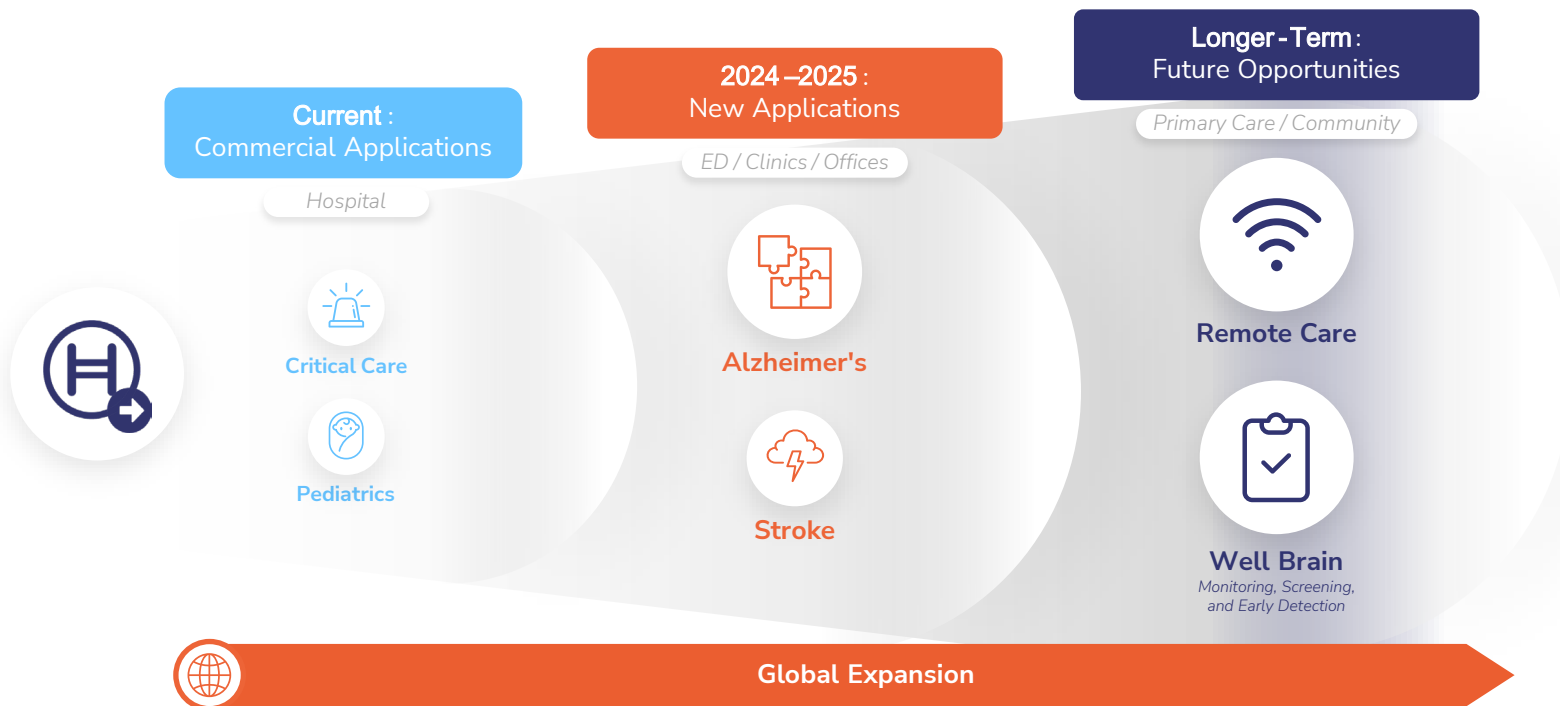 Current :
Commercial Applications
Hospital
Critical Care
Pediatrics
2024 –2025 :
New Applications
ED / Clinics / Offices
Alzheimer's
Stroke
Longer-Term :
Future Opportunities
Primary Care / Community
Remote Care
Well Brain
Monitoring, Screening,
and Early Detection
Global Expansion